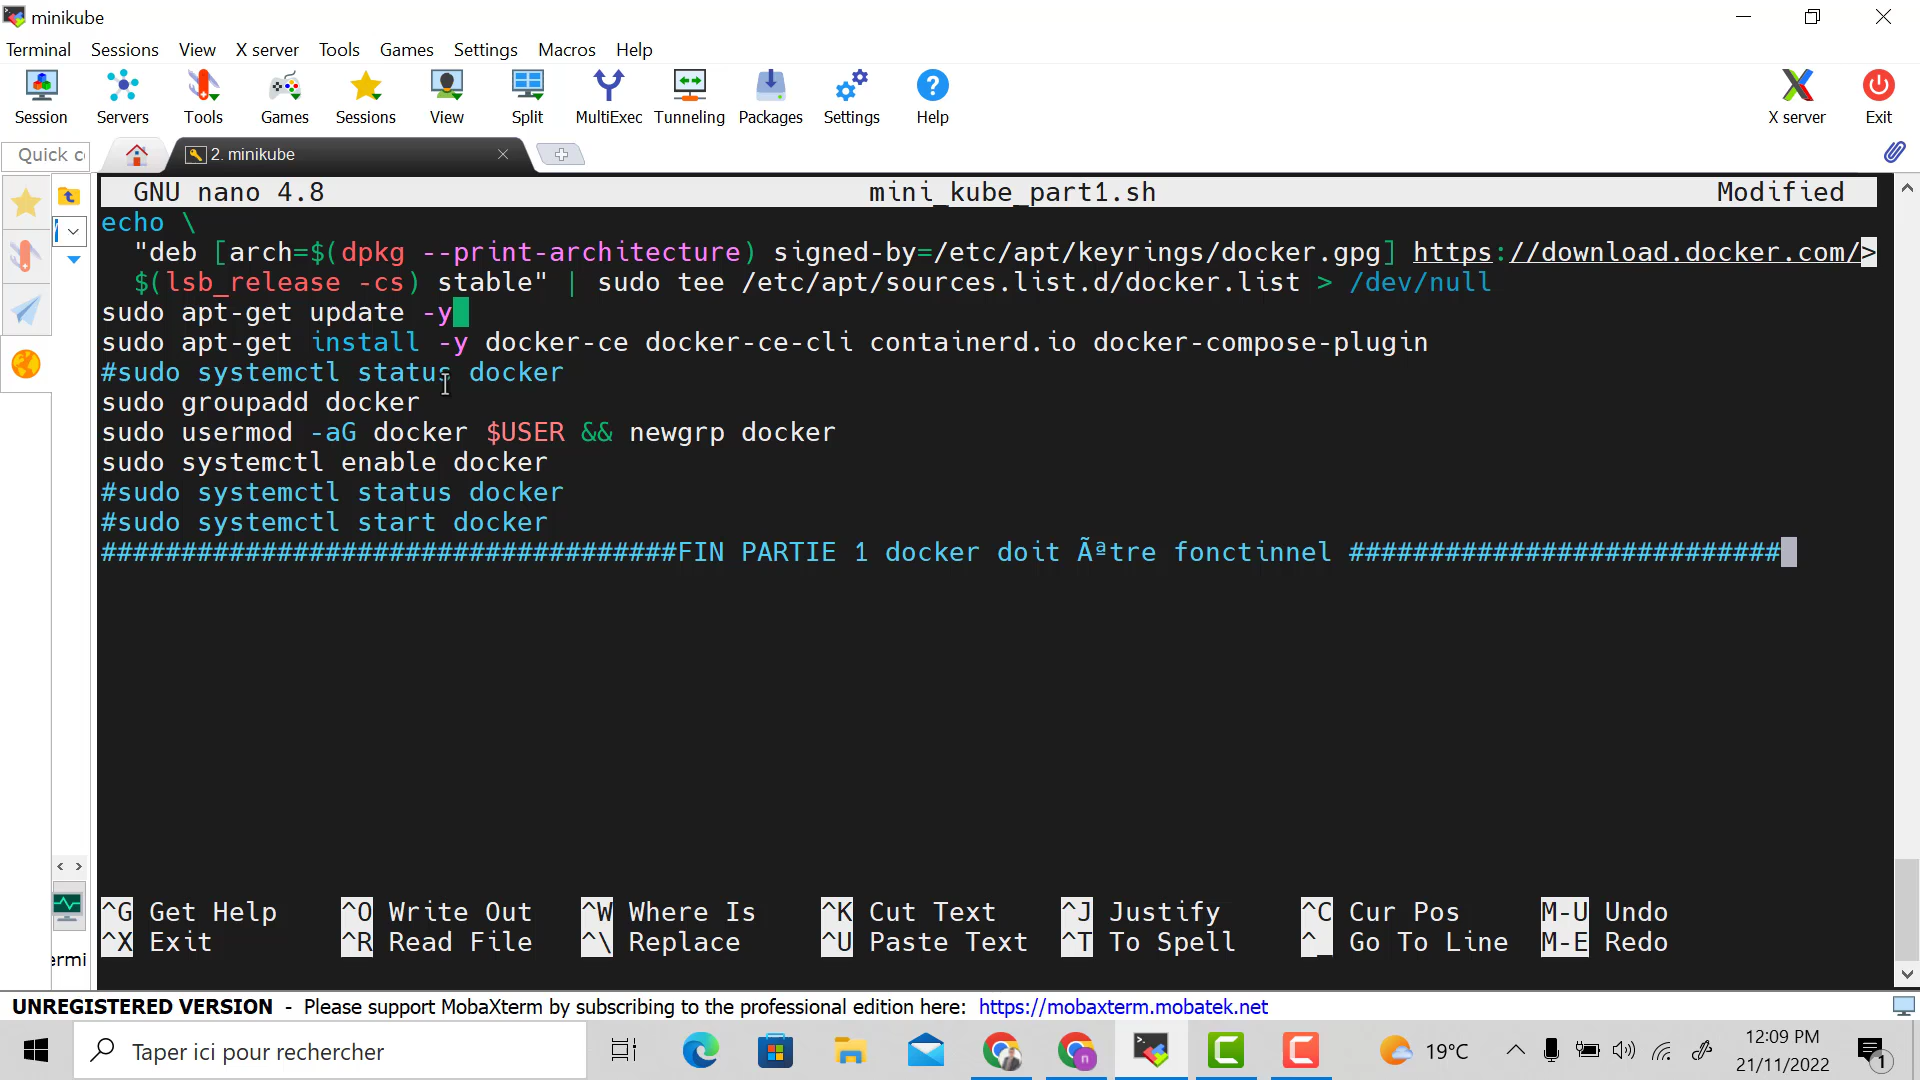 minikube
Terminal Sessions View X server Tools Games Settings Macros Help
Session Servers Tools Games Sessions View Split MultiExec Tunneling Packages Settings Help X server Exit
Quick c 2. minikube
GNU nano 4.8 mini_kube_part1.sh Modified
echo \
"deb [arch=$(dpkg --print-architecture) signed-by=/etc/apt/keyrings/docker.gpg] https://download.docker.com/>
$(lsb_release -cs) stable" | sudo tee /etc/apt/sources.list.d/docker.list > /dev/null
sudo apt-get update -y
sudo apt-get install -y docker-ce docker-ce-cli containerd.io docker-compose-plugin
#sudo systemctl status docker
sudo groupadd docker
sudo usermod -aG docker $USER && newgrp docker
sudo systemctl enable docker
#sudo systemctl status docker
#sudo systemctl start docker
####################################FIN PARTIE 1 docker doit Ãªtre fonctinnel ###########################
^G Get Help ^O Write Out ^W Where Is ^K Cut Text ^J Justify ^C Cur Pos M-U Undo
^X Exit ^R Read File ^\ Replace ^U Paste Text ^T To Spell ^_ Go To Line M-E Redo
ermi
UNREGISTERED VERSION - Please support MobaXterm by subscribing to the professional edition here: https://mobaxterm.mobatek.net
Taper ici pour rechercher
19°C
12:09 PM
21/11/2022
1